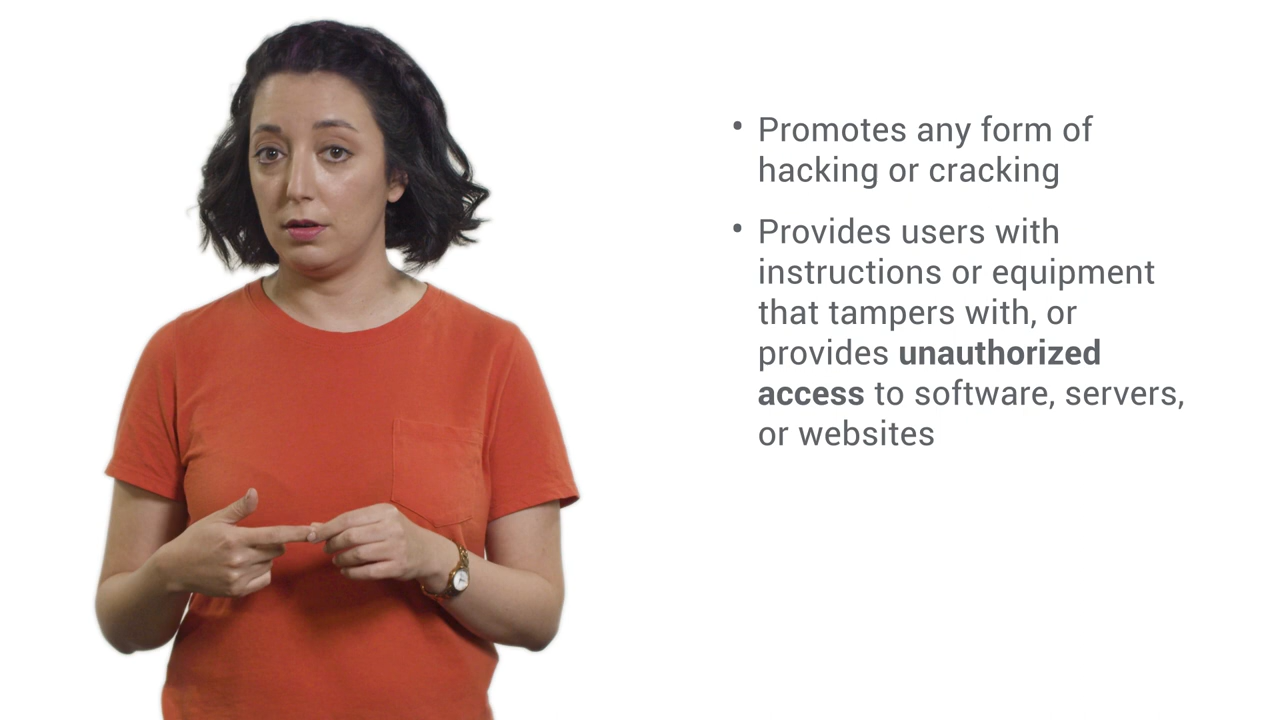 • Promotes any form of
hacking or cracking
• Provides users with
instructions or equipment
that tampers with, or
provides unauthorized
access to software, servers,
or websites